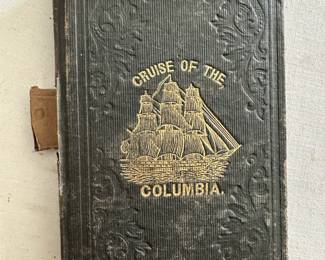 CRUISE OF THE
COLUMBIA.